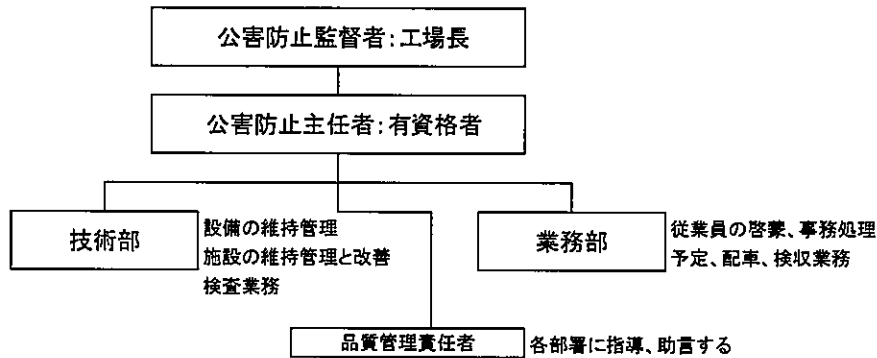 公害防止監督者:工場長
公害防止主任者:有資格者
技術部
設備の維持管理
施設の維持管理と改善
検査業務
業務部
従業員の啓蒙、事務処理
予定、配車、検収業務
品質管理責任者
各部署に指導、助言する